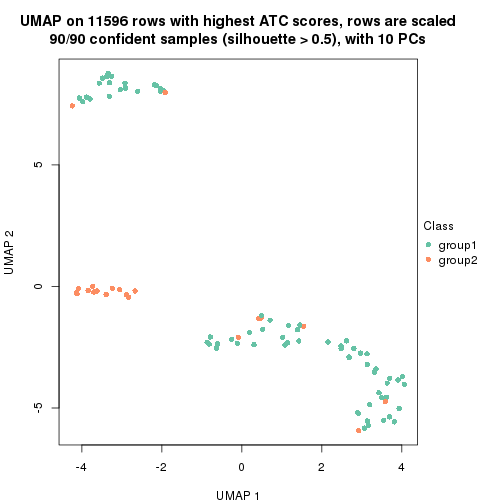 UMAP on 11596 rows with highest ATC scores, rows are scaled
90/90 confident samples (silhouette > 0.5), with 10 PCs
5
0
-5
UMAP 2
-4
-2
0
2
4
UMAP 1
Class
group1
group2